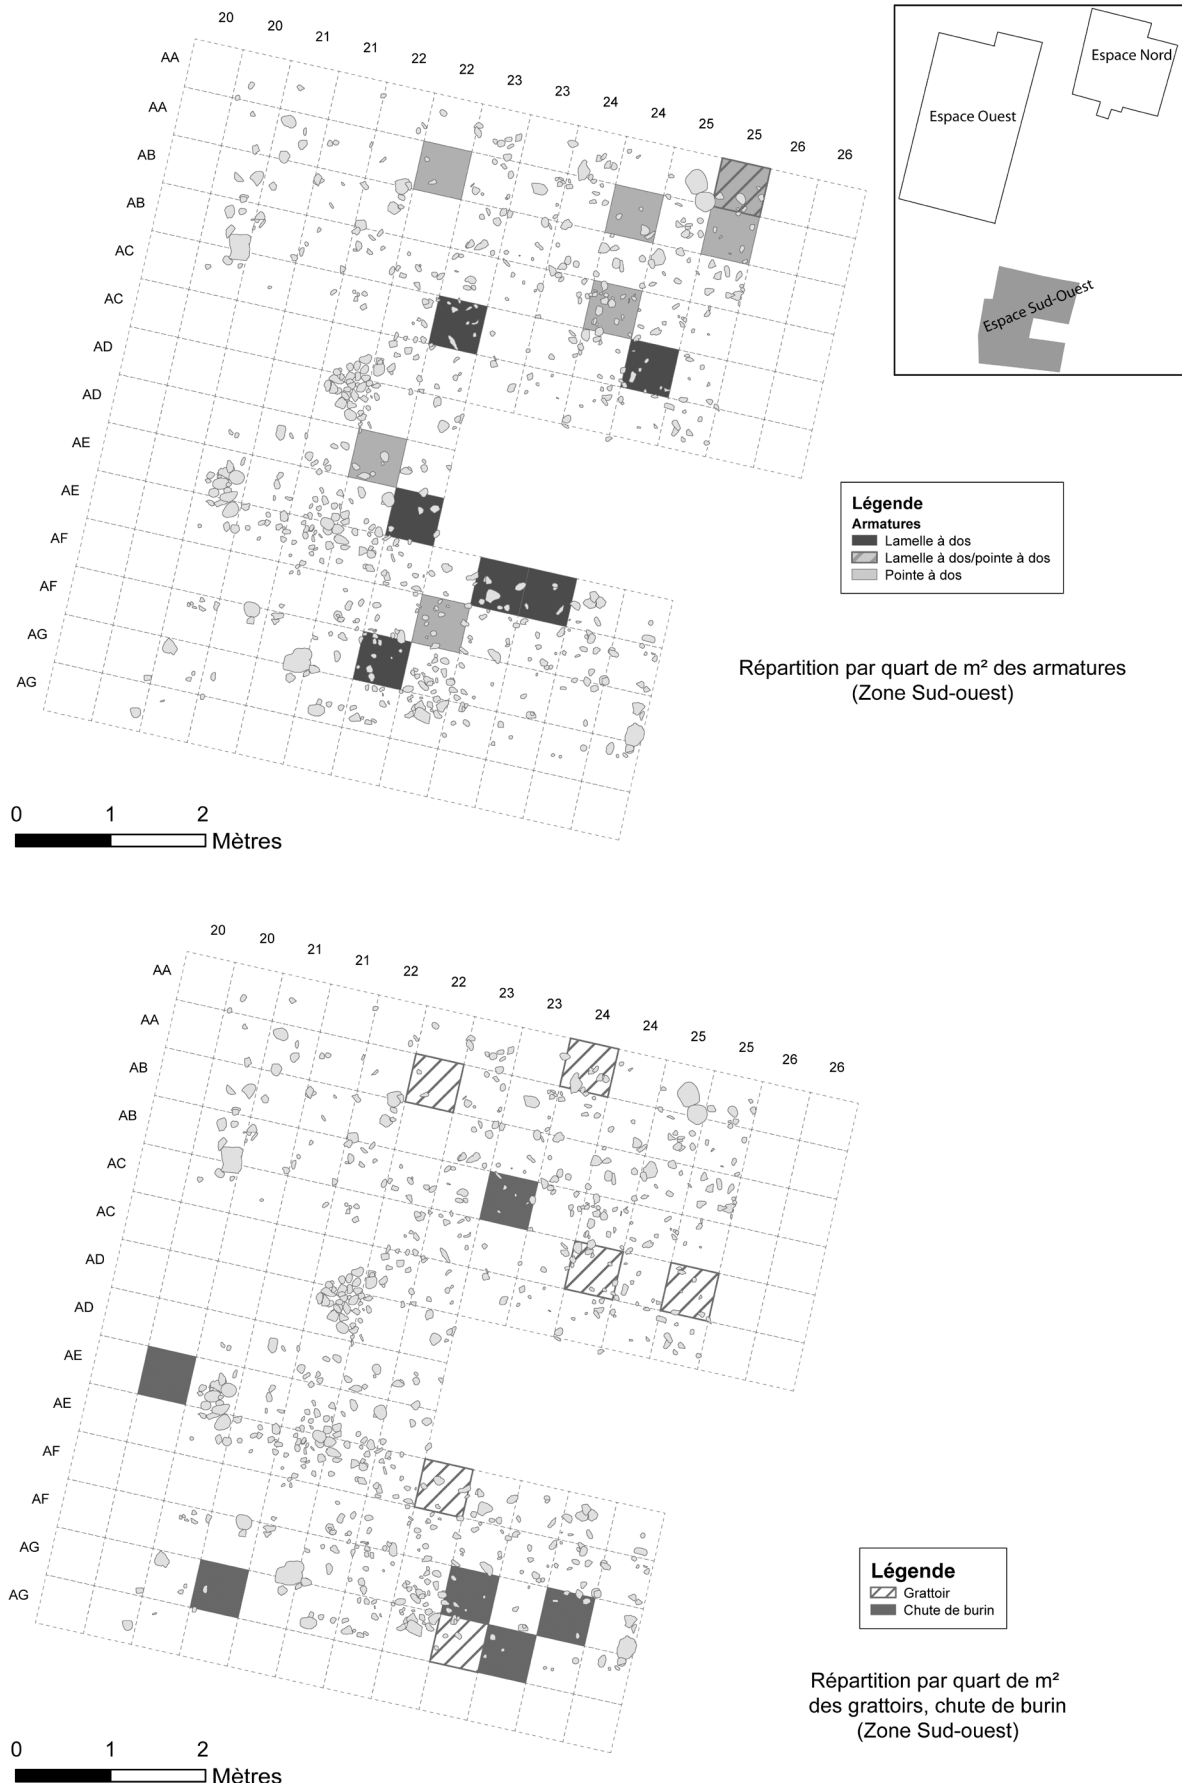 20 20 21 21 22 22 23 23 24 24 25 25 26 26
AA
AA
AB
AB
AC
AC
AD
AD
AE
AE
AF
AF
AG
AG
Espace Nord
Espace Ouest
Espace Sud-Ouest
Légende
Armatures
Lamelle à dos
Lamelle à dos/pointe à dos
Pointe à dos
Répartition par quart de m² des armatures
(Zone Sud-ouest)
0 1 2
Mètres
20 20 21 21 22 22 23 23 24 24 25 25 26 26
AA
AA
AB
AB
AC
AC
AD
AD
AE
AE
AF
AF
AG
AG
Légende
Grattoir
Chute de burin
Répartition par quart de m²
des grattoirs, chute de burin
(Zone Sud-ouest)
0 1 2
Mètres